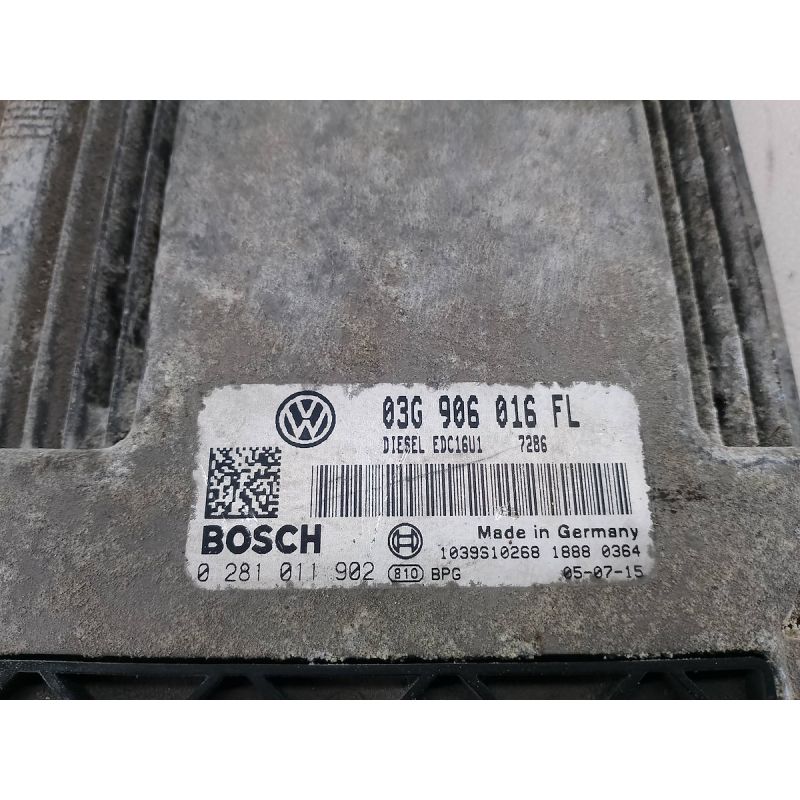 03G 906 016 FL
DIESEL EDC16U1 7286
BOSCH
Made in Germany
1039S10268 1888 0364
0 281 011 902 810 BPG 05-07-15